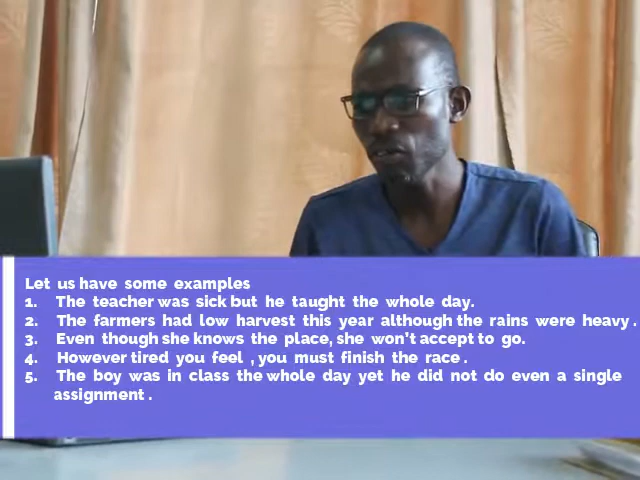 Let us have some examples
1. The teacher was sick but he taught the whole day.
2. The farmers had low harvest this year although the rains were heavy .
3. Even though she knows the place, she won't accept to go.
4. However tired you feel , you must finish the race .
5. The boy was in class the whole day yet he did not do even a single
assignment .